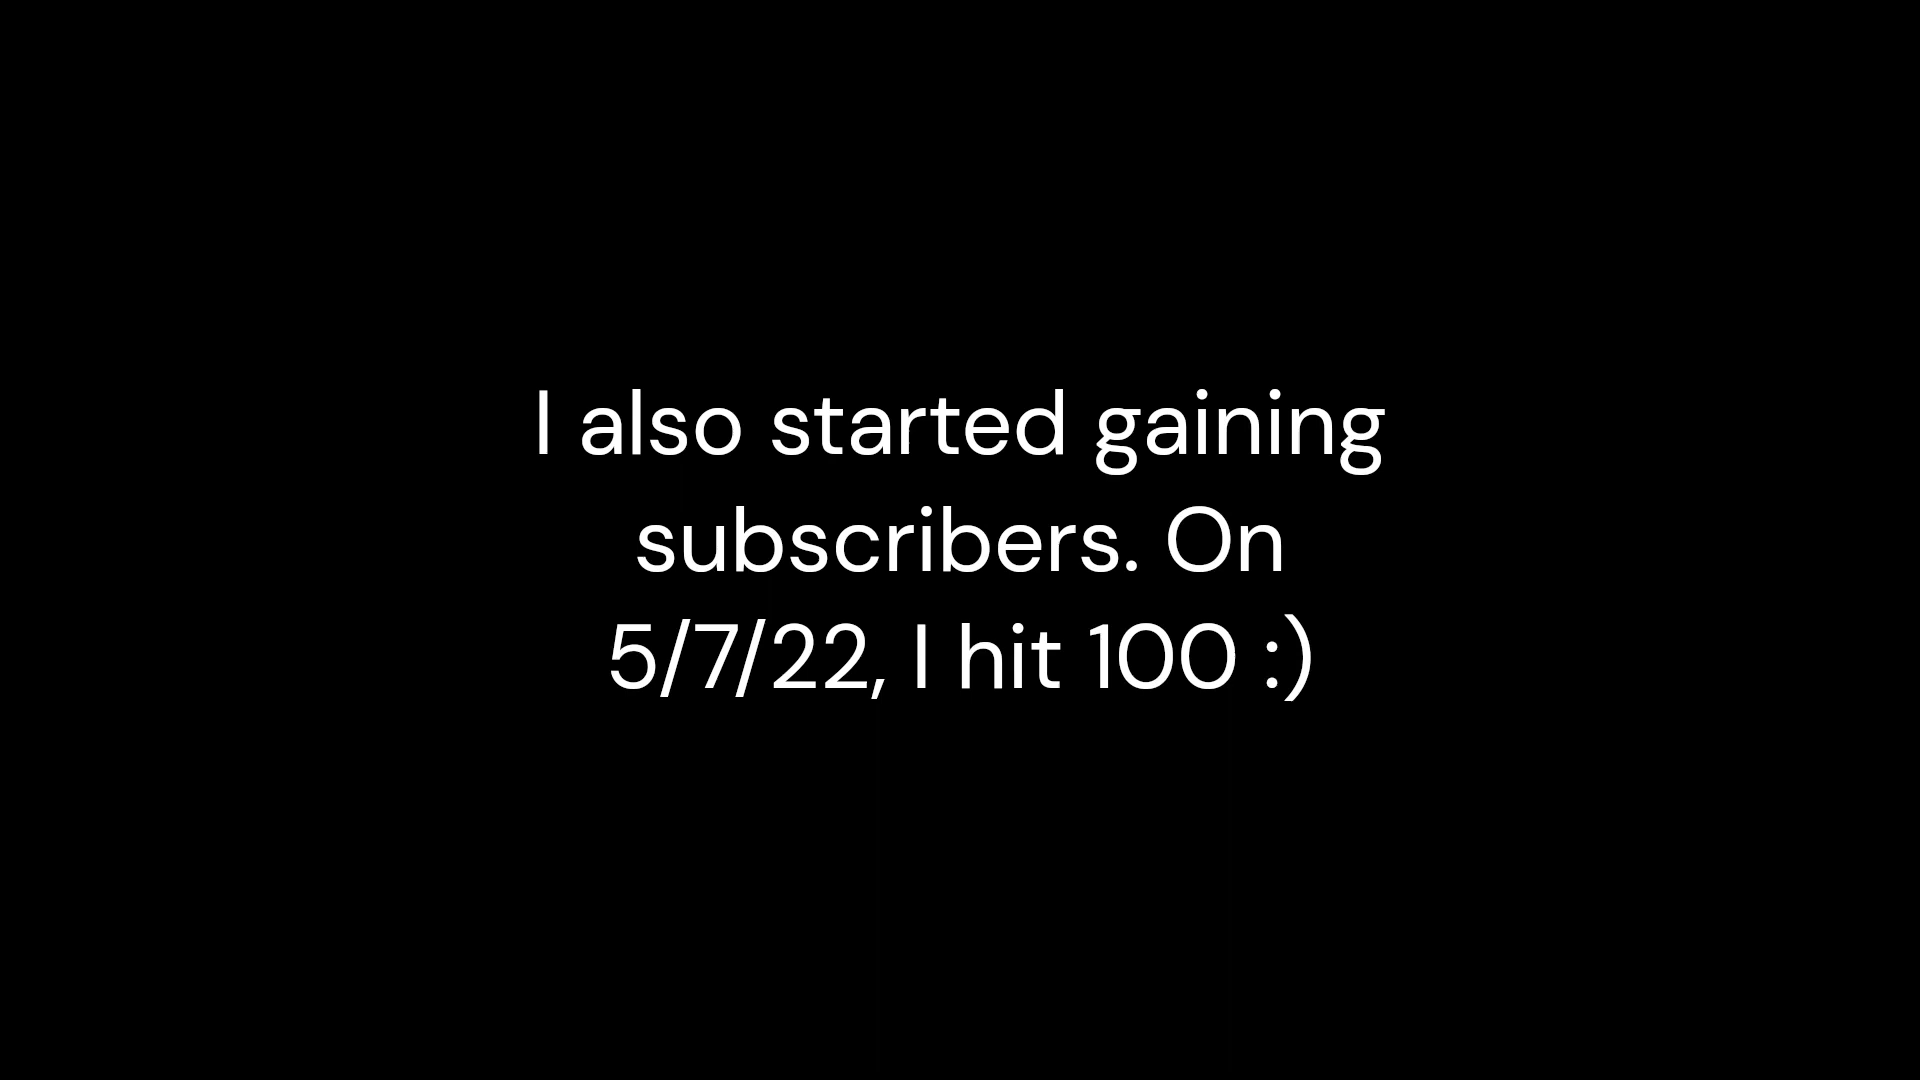 I also started gaining
subscribers. On
5/7/22, I hit 100 :)